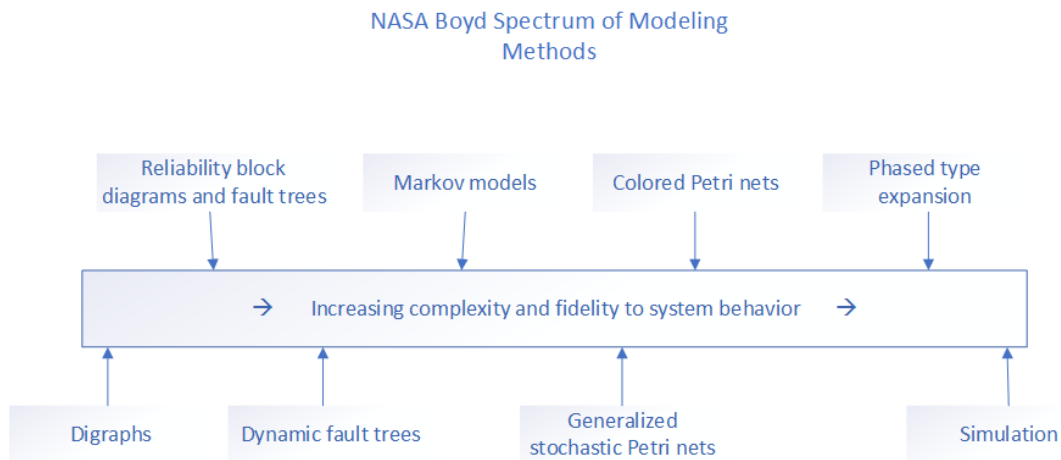 NASA Boyd Spectrum of Modeling
Methods
Reliability block
diagrams and fault trees
Markov models
Colored Petri nets
Phased type
expansion
→ Increasing complexity and fidelity to system behavior →
Digraphs
Dynamic fault trees
Generalized
stochastic Petri nets
Simulation